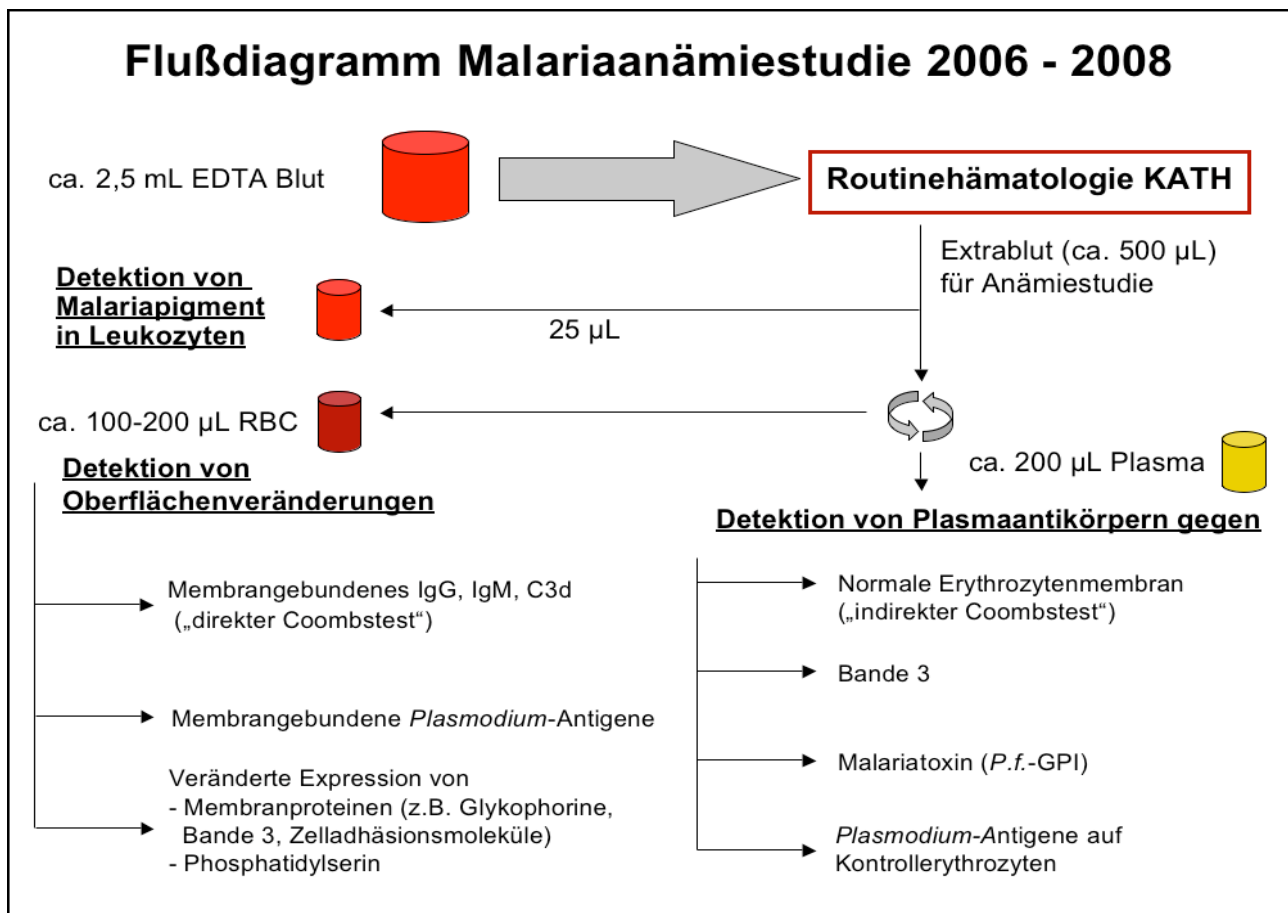 Flußdiagramm Malariaanämiestudie 2006 - 2008
ca. 2,5 mL EDTA Blut
Routinehämatologie KATH
Extrablut (ca. 500 µL)
für Anämiestudie
Detektion von
Malariapigment
in Leukozyten
25 µL
ca. 100-200 µL RBC
ca. 200 µL Plasma
Detektion von
Oberflächenveränderungen
Membrangebundenes IgG, IgM, C3d
(„direkter Coombstest“)
Membrangebundene Plasmodium-Antigene
Veränderte Expression von
- Membranproteinen (z.B. Glykophorine,
Bande 3, Zelladhäsionsmoleküle)
- Phosphatidylserin
Detektion von Plasmaantikörpern gegen
Normale Erythrozytenmembran
(„indirekter Coombstest“)
Bande 3
Malariatoxin (P.f.-GPI)
Plasmodium-Antigene auf
Kontrollerythrozyten